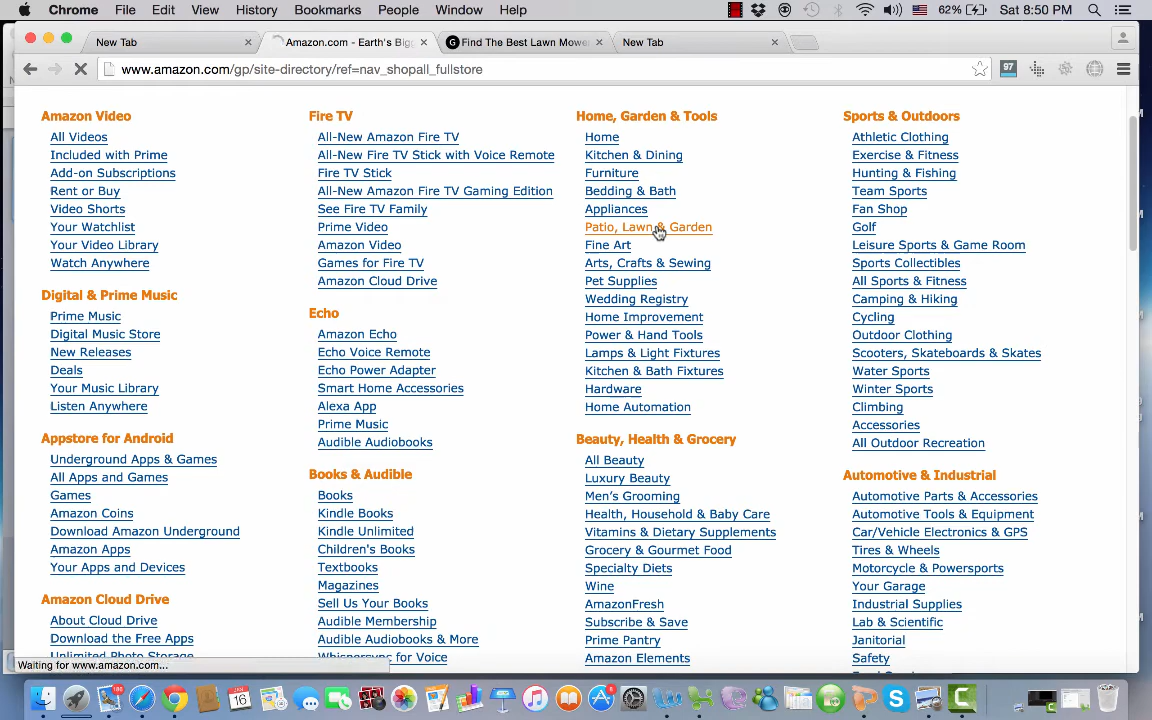 Chrome File Edit View History Bookmarks People Window Help 62% Sat 8:50 PM
New Tab Amazon.com - Earth's Big Find The Best Lawn Mowe New Tab
www.amazon.com/gp/site-directory/ref=nav_shopall_fullstore 97
Amazon Video
All Videos
Included with Prime
Add-on Subscriptions
Rent or Buy
Video Shorts
Your Watchlist
Your Video Library
Watch Anywhere
Digital & Prime Music
Prime Music
Digital Music Store
New Releases
Deals
Your Music Library
Listen Anywhere
Appstore for Android
Underground Apps & Games
All Apps and Games
Games
Amazon Coins
Download Amazon Underground
Amazon Apps
Your Apps and Devices
Amazon Cloud Drive
About Cloud Drive
Download the Free Apps
Unlimited Photo Storage
Fire TV
All-New Amazon Fire TV
All-New Fire TV Stick with Voice Remote
Fire TV Stick
All-New Amazon Fire TV Gaming Edition
See Fire TV Family
Prime Video
Amazon Video
Games for Fire TV
Amazon Cloud Drive
Echo
Amazon Echo
Echo Voice Remote
Echo Power Adapter
Smart Home Accessories
Alexa App
Prime Music
Audible Audiobooks
Books & Audible
Books
Kindle Books
Kindle Unlimited
Children's Books
Textbooks
Magazines
Sell Us Your Books
Audible Membership
Audible Audiobooks & More
Whispersync for Voice
Home, Garden & Tools
Home
Kitchen & Dining
Furniture
Bedding & Bath
Appliances
Patio, Lawn & Garden
Fine Art
Arts, Crafts & Sewing
Pet Supplies
Wedding Registry
Home Improvement
Power & Hand Tools
Lamps & Light Fixtures
Kitchen & Bath Fixtures
Hardware
Home Automation
Beauty, Health & Grocery
All Beauty
Luxury Beauty
Men's Grooming
Health, Household & Baby Care
Vitamins & Dietary Supplements
Grocery & Gourmet Food
Specialty Diets
Wine
AmazonFresh
Subscribe & Save
Prime Pantry
Amazon Elements
Sports & Outdoors
Athletic Clothing
Exercise & Fitness
Hunting & Fishing
Team Sports
Fan Shop
Golf
Leisure Sports & Game Room
Sports Collectibles
All Sports & Fitness
Camping & Hiking
Cycling
Outdoor Clothing
Scooters, Skateboards & Skates
Water Sports
Winter Sports
Climbing
Accessories
All Outdoor Recreation
Automotive & Industrial
Automotive Parts & Accessories
Automotive Tools & Equipment
Car/Vehicle Electronics & GPS
Tires & Wheels
Motorcycle & Powersports
Your Garage
Industrial Supplies
Lab & Scientific
Janitorial
Safety
Waiting for www.amazon.com...
JAN
16